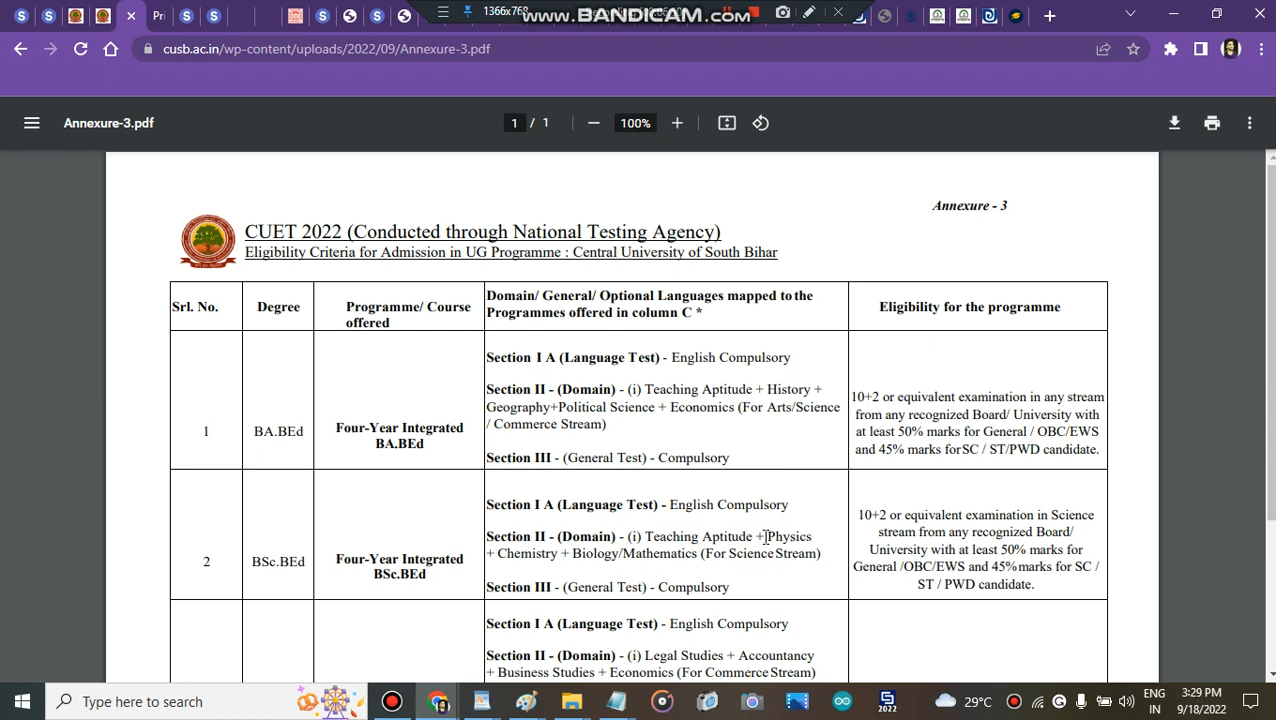 1366x768
www.BANDICAM.com
Pri
cusb.ac.in/wp-content/uploads/2022/09/Annexure-3.pdf
Annexure-3.pdf
1 / 1
100%
Annexure - 3
CUET 2022 (Conducted through National Testing Agency)
Eligibility Criteria for Admission in UG Programme : Central University of South Bihar
Srl. No.
Degree
Programme/ Course
offered
Domain/ General/ Optional Languages mapped to the
Programmes offered in column C *
Eligibility for the programme
1
BA.BEd
Four-Year Integrated
BA.BEd
Section I A (Language Test) - English Compulsory
Section II - (Domain) - (i) Teaching Aptitude + History +
Geography+Political Science + Economics (For Arts/Science
/ Commerce Stream)
Section III - (General Test) - Compulsory
10+2 or equivalent examination in any stream
from any recognized Board/ University with
at least 50% marks for General / OBC/EWS
and 45% marks for SC / ST/PWD candidate.
2
BSc.BEd
Four-Year Integrated
BSc.BEd
Section I A (Language Test) - English Compulsory
Section II - (Domain) - (i) Teaching Aptitude + Physics
+ Chemistry + Biology/Mathematics (For Science Stream)
Section III - (General Test) - Compulsory
10+2 or equivalent examination in Science
stream from any recognized Board/
University with at least 50% marks for
General /OBC/EWS and 45% marks for SC /
ST / PWD candidate.
Section I A (Language Test) - English Compulsory
Section II - (Domain) - (i) Legal Studies + Accountancy
+ Business Studies + Economics (For Commerce Stream)
Type here to search
2022
29°C
ENG
IN
3:29 PM
9/18/2022